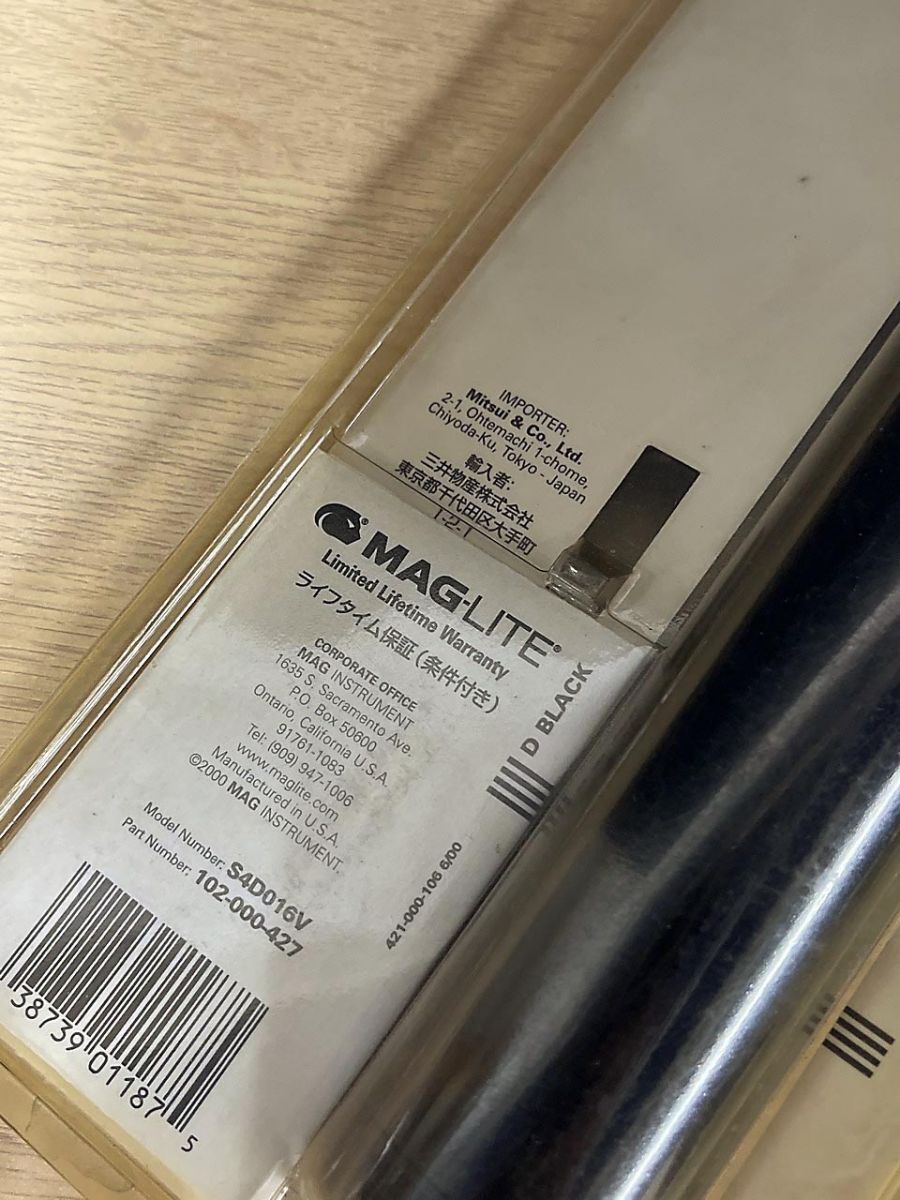 IMPORTER:
Mitsui & Co., Ltd.
2-1, Ohtemachi 1-chome,
Chiyoda-Ku, Tokyo - Japan
輸入者:
三井物産株式会社
東京都千代田区大手町
1-2-1
MAG-LITE®
Limited Lifetime Warranty
ライフタイム保証(条件付き)
CORPORATE OFFICE
MAG INSTRUMENT
1635 S. Sacramento Ave.
P.O. Box 50600
Ontario, California U.S.A.
91761-1083
Tel: (909) 947-1006
www.maglite.com
Manufactured in U.S.A.
©2000 MAG INSTRUMENT.
D BLACK
Model Number: S4D016V
Part Number: 102-000-427
421-000-106 6/00
38739 01187 5